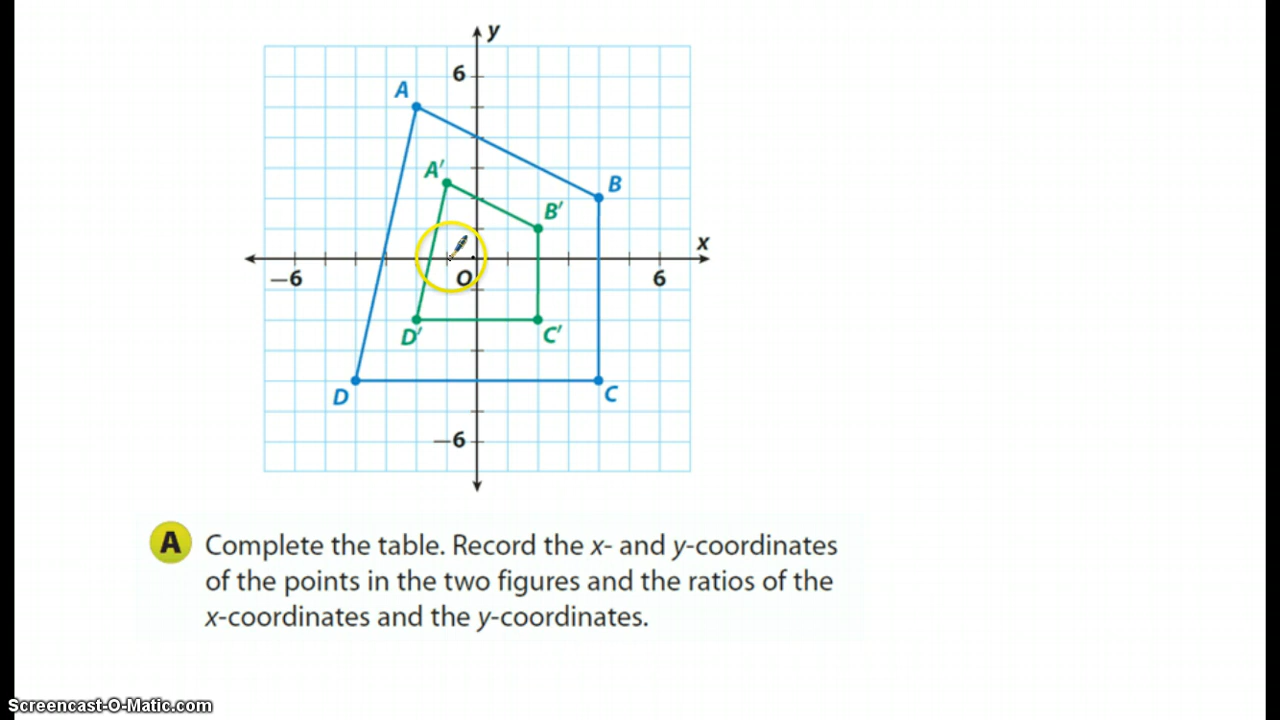 y
6
A
A′
B
B′
x
−6
O
6
D′
C′
D
C
−6
A Complete the table. Record the x- and y-coordinates
of the points in the two figures and the ratios of the
x-coordinates and the y-coordinates.
Screencast-O-Matic.com